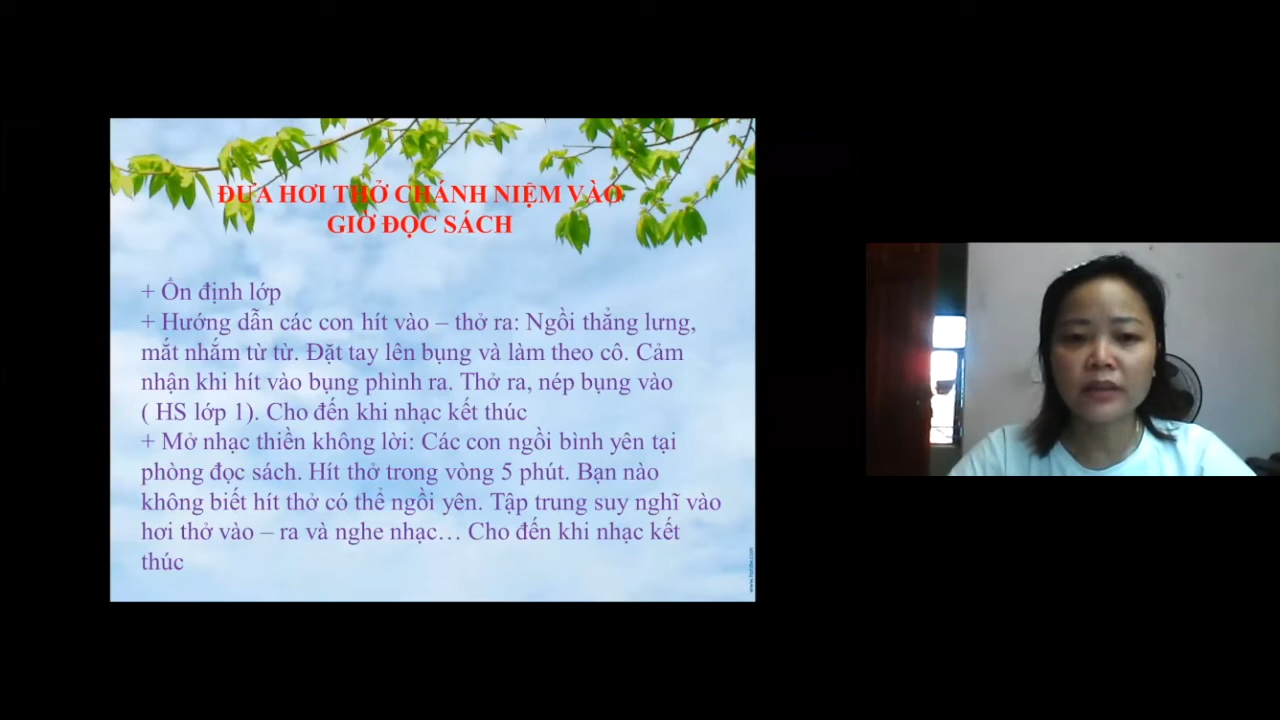 ĐƯA HƠI THỞ CHÁNH NIỆM VÀO
GIỜ ĐỌC SÁCH
+ Ổn định lớp
+ Hướng dẫn các con hít vào – thở ra: Ngồi thẳng lưng,
mắt nhắm từ từ. Đặt tay lên bụng và làm theo cô. Cảm
nhận khi hít vào bụng phình ra. Thở ra, nép bụng vào
( HS lớp 1). Cho đến khi nhạc kết thúc
+ Mở nhạc thiền không lời: Các con ngồi bình yên tại
phòng đọc sách. Hít thở trong vòng 5 phút. Bạn nào
không biết hít thở có thể ngồi yên. Tập trung suy nghĩ vào
hơi thở vào – ra và nghe nhạc… Cho đến khi nhạc kết
thúc